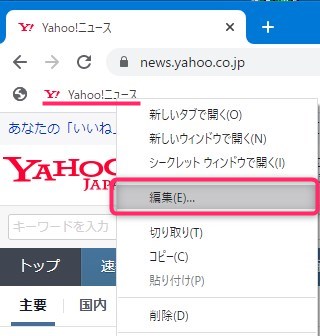 Yahoo!ニュース
news.yahoo.co.jp
Yahoo!ニュース
新しいタブで開く(O)
新しいウィンドウで開く(N)
シークレット ウィンドウで開く(I)
編集(E)...
切り取り(T)
コピー(C)
貼り付け(P)
削除(D)
あなたの「いいね」
YAHOO
JAP
キーワードを入力
トップ
速
主要
国内